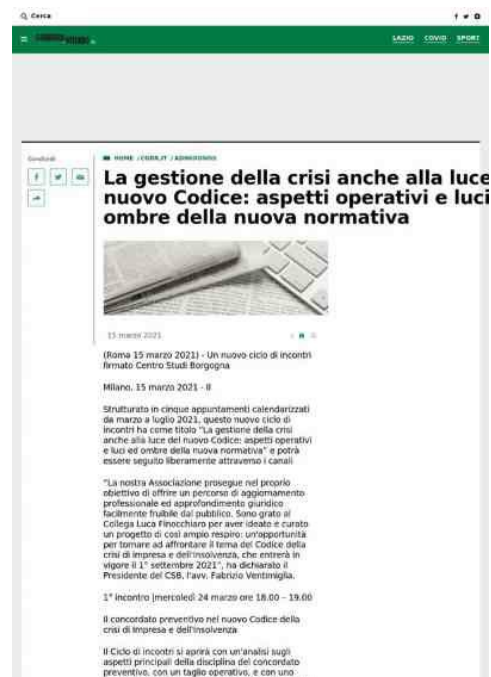 Cerca
LAZIO COVID SPORT
Condividi
HOME / CORR.IT / ADNKRONOS
La gestione della crisi anche alla luce
nuovo Codice: aspetti operativi e luci
ombre della nuova normativa
15 marzo 2021
(Roma 15 marzo 2021) - Un nuovo ciclo di incontri
firmato Centro Studi Borgogna
Milano, 15 marzo 2021 - Il
Strutturato in cinque appuntamenti calendarizzati
da marzo a luglio 2021, questo nuovo ciclo di
incontri ha come titolo "La gestione della crisi
anche alla luce del nuovo Codice: aspetti operativi
e luci ed ombre della nuova normativa" e potrà
essere seguito liberamente attraverso i canali
"La nostra Associazione prosegue nel proprio
obiettivo di offrire un percorso di aggiornamento
professionale ed approfondimento giuridico
facilmente fruibile dal pubblico. Sono grato al
Collega Luca Finocchiaro per aver ideato e curato
un progetto di così ampio respiro: un'opportunità
per tornare ad affrontare il tema del Codice della
crisi di impresa e dell'insolvenza, che entrerà in
vigore il 1° settembre 2021", ha dichiarato il
Presidente del CSB, l'avv. Fabrizio Ventimiglia.
1° incontro |mercoledì 24 marzo ore 18.00 - 19.00
Il concordato preventivo nel nuovo Codice della
crisi di impresa e dell'insolvenza
Il Ciclo di incontri si aprirà con un'analisi sugli
aspetti principali della disciplina del concordato
preventivo, con un taglio operativo, e con uno